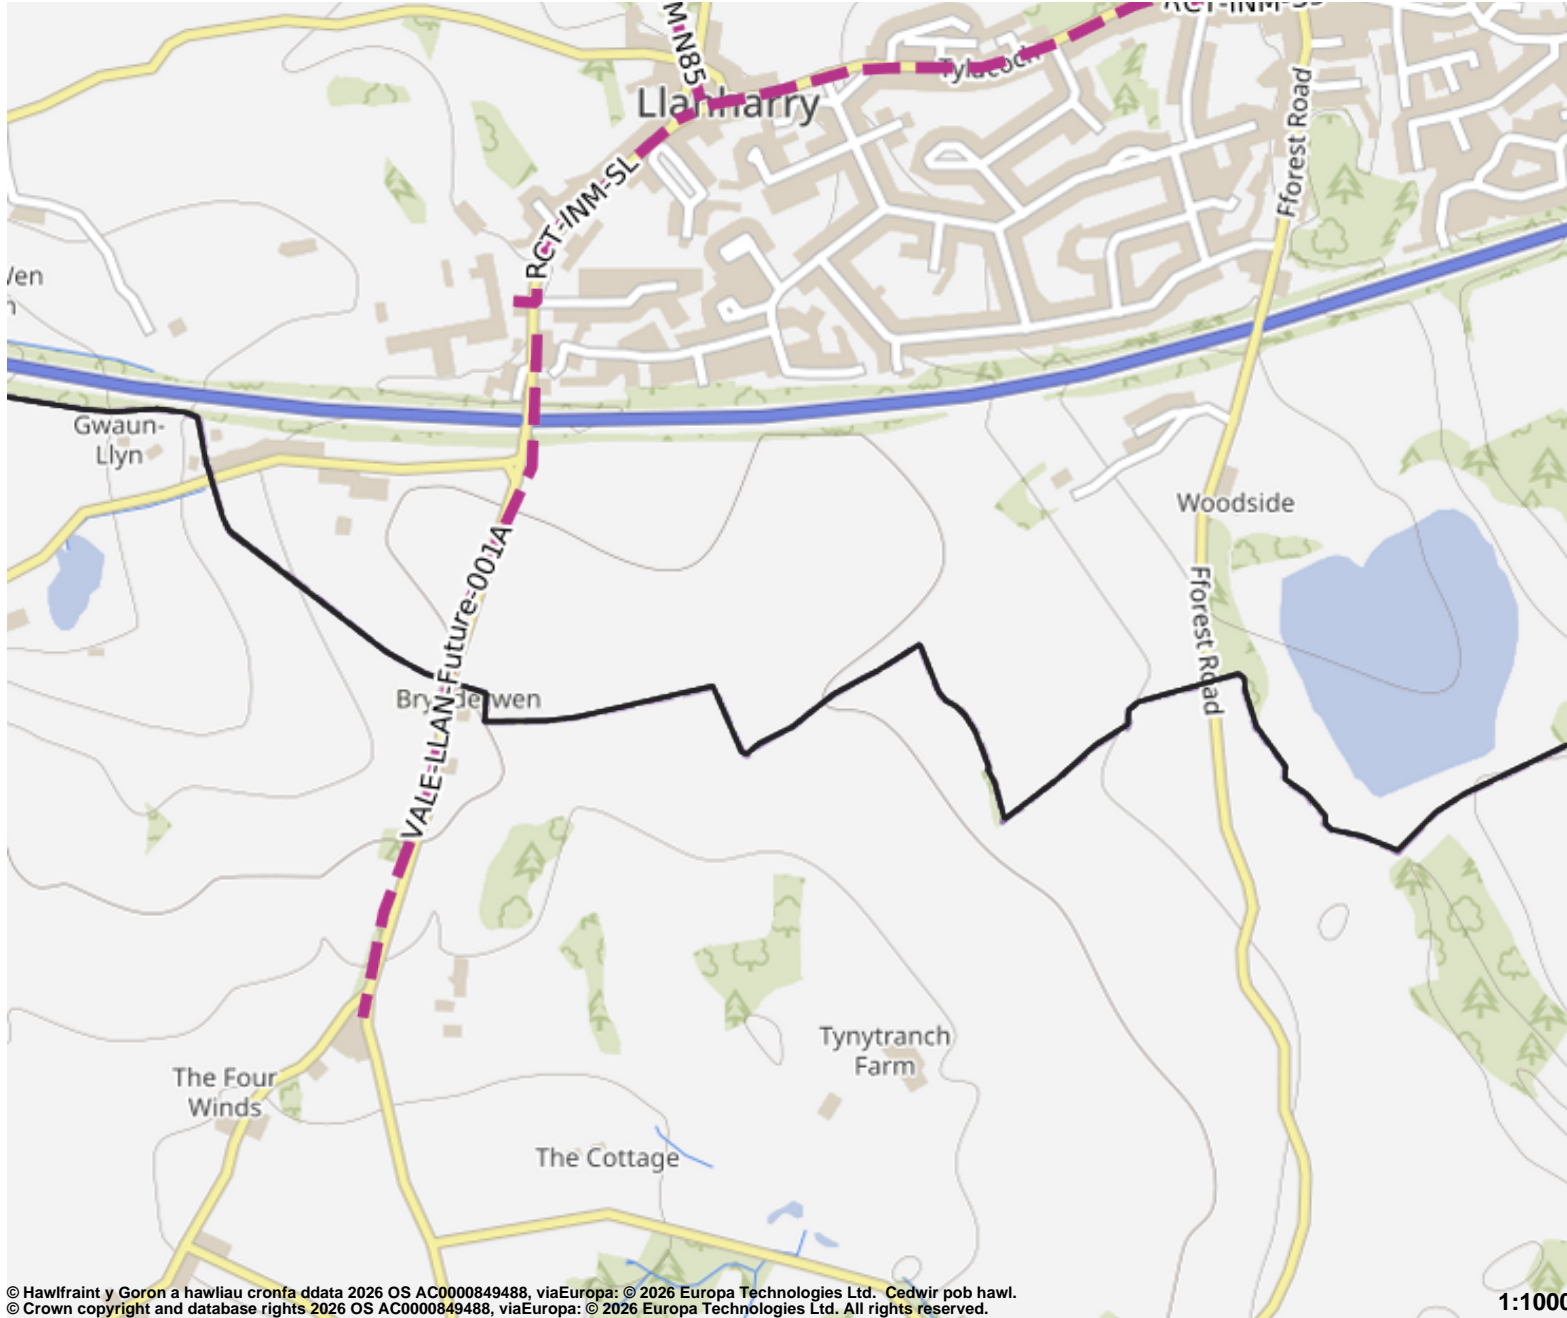 Llanharry
Tylacoch
Fforest Road
RCT-INM-SL
Gwaun-
Llyn
Woodside
Fforest Road
VALE-LLAN-Future-001A
Tynytranch
Farm
The Four
Winds
The Cottage
© Hawlfraint y Goron a hawliau cronfa ddata 2026 OS AC0000849488, viaEuropa: © 2026 Europa Technologies Ltd. Cedwir pob hawl.
© Crown copyright and database rights 2026 OS AC0000849488, viaEuropa: © 2026 Europa Technologies Ltd. All rights reserved.
1:1000